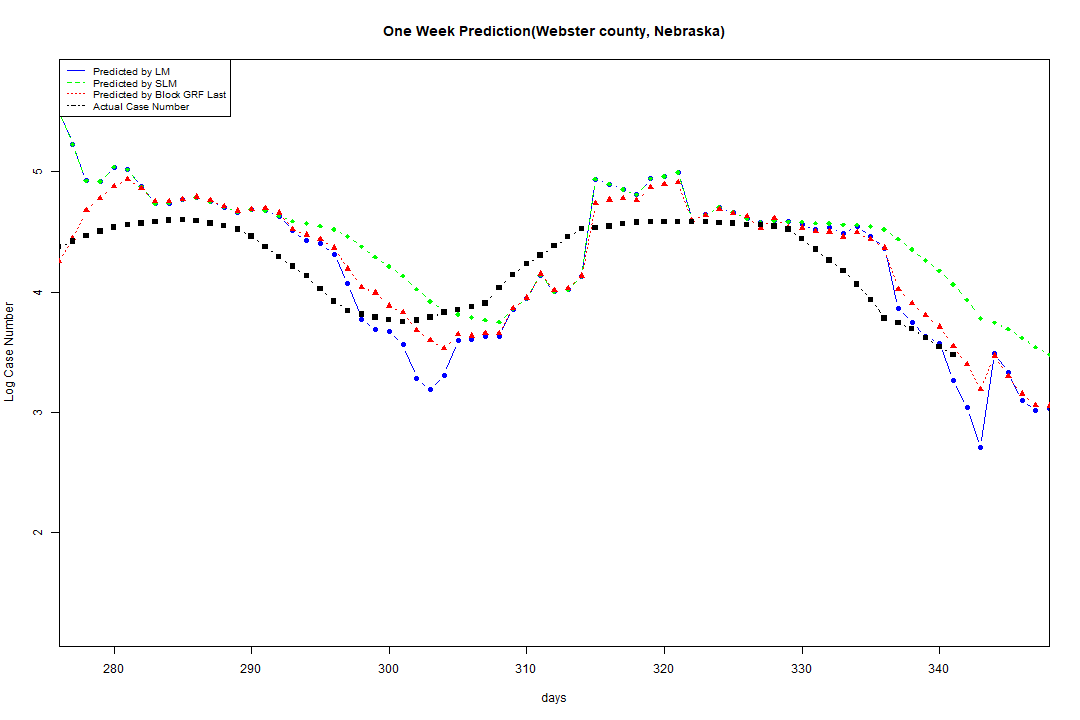 One Week Prediction(Webster county, Nebraska)
Predicted by LM
Predicted by SLM
Predicted by Block GRF Last
Actual Case Number
5
4
3
2
Log Case Number
280 290 300 310 320 330 340
days